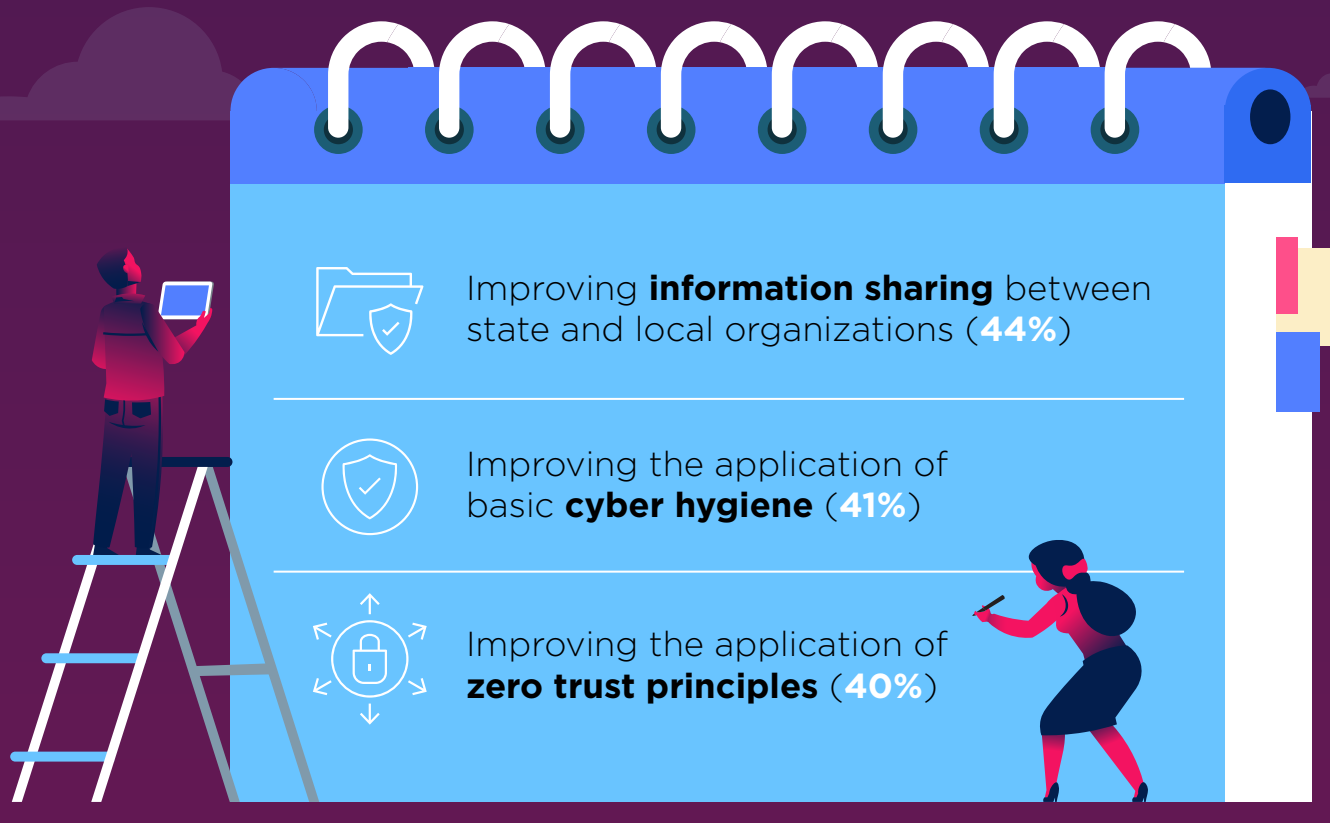 Improving information sharing between
state and local organizations (44%)
Improving the application of
basic cyber hygiene (41%)
Improving the application of
zero trust principles (40%)